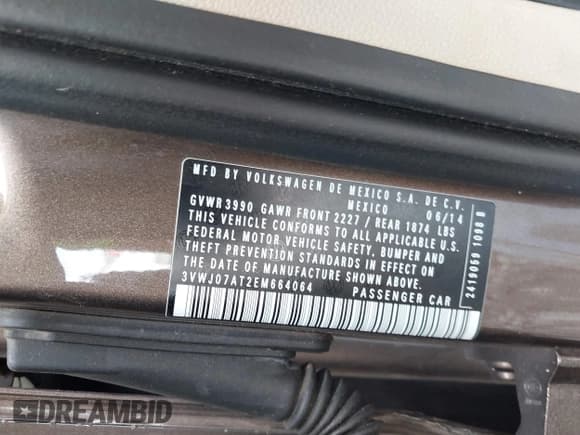 MFD BY VOLKSWAGEN DE MEXICO S.A. DE C.V.
MEXICO 06/14
GVWR 3990 GAWR FRONT 2227 / REAR 1874 LBS
THIS VEHICLE CONFORMS TO ALL APPLICABLE U.S.
FEDERAL MOTOR VEHICLE SAFETY, BUMPER AND
THEFT PREVENTION STANDARDS IN EFFECT ON
THE DATE OF MANUFACTURE SHOWN ABOVE.
3VWJ07AT2EM664064 PASSENGER CAR
DREAMBID